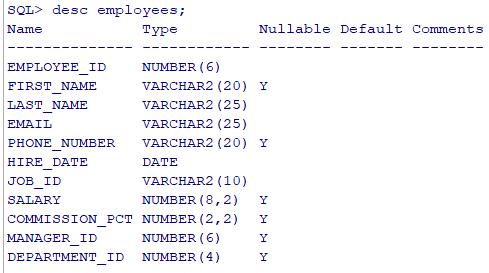 SQL> desc employees;
Name           Type         Nullable Default Comments
-------------- ------------ -------- ------- --------
EMPLOYEE_ID    NUMBER(6)
FIRST_NAME     VARCHAR2(20) Y
LAST_NAME      VARCHAR2(25)
EMAIL          VARCHAR2(25)
PHONE_NUMBER   VARCHAR2(20) Y
HIRE_DATE      DATE
JOB_ID         VARCHAR2(10)
SALARY         NUMBER(8,2)  Y
COMMISSION_PCT NUMBER(2,2)  Y
MANAGER_ID     NUMBER(6)    Y
DEPARTMENT_ID  NUMBER(4)    Y